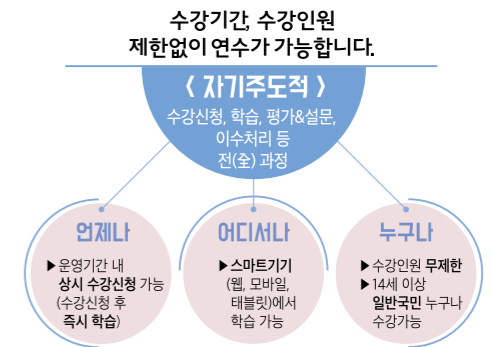 수강기간, 수강인원
제한없이 연수가 가능합니다.
< 자기주도적 >
수강신청, 학습, 평가&설문,
이수처리 등
전(全) 과정
언제나
▶운영기간 내
상시 수강신청 가능
(수강신청 후
즉시 학습)
어디서나
▶스마트기기
(웹, 모바일,
태블릿)에서
학습 가능
누구나
▶수강인원 무제한
▶14세 이상
일반국민 누구나
수강가능